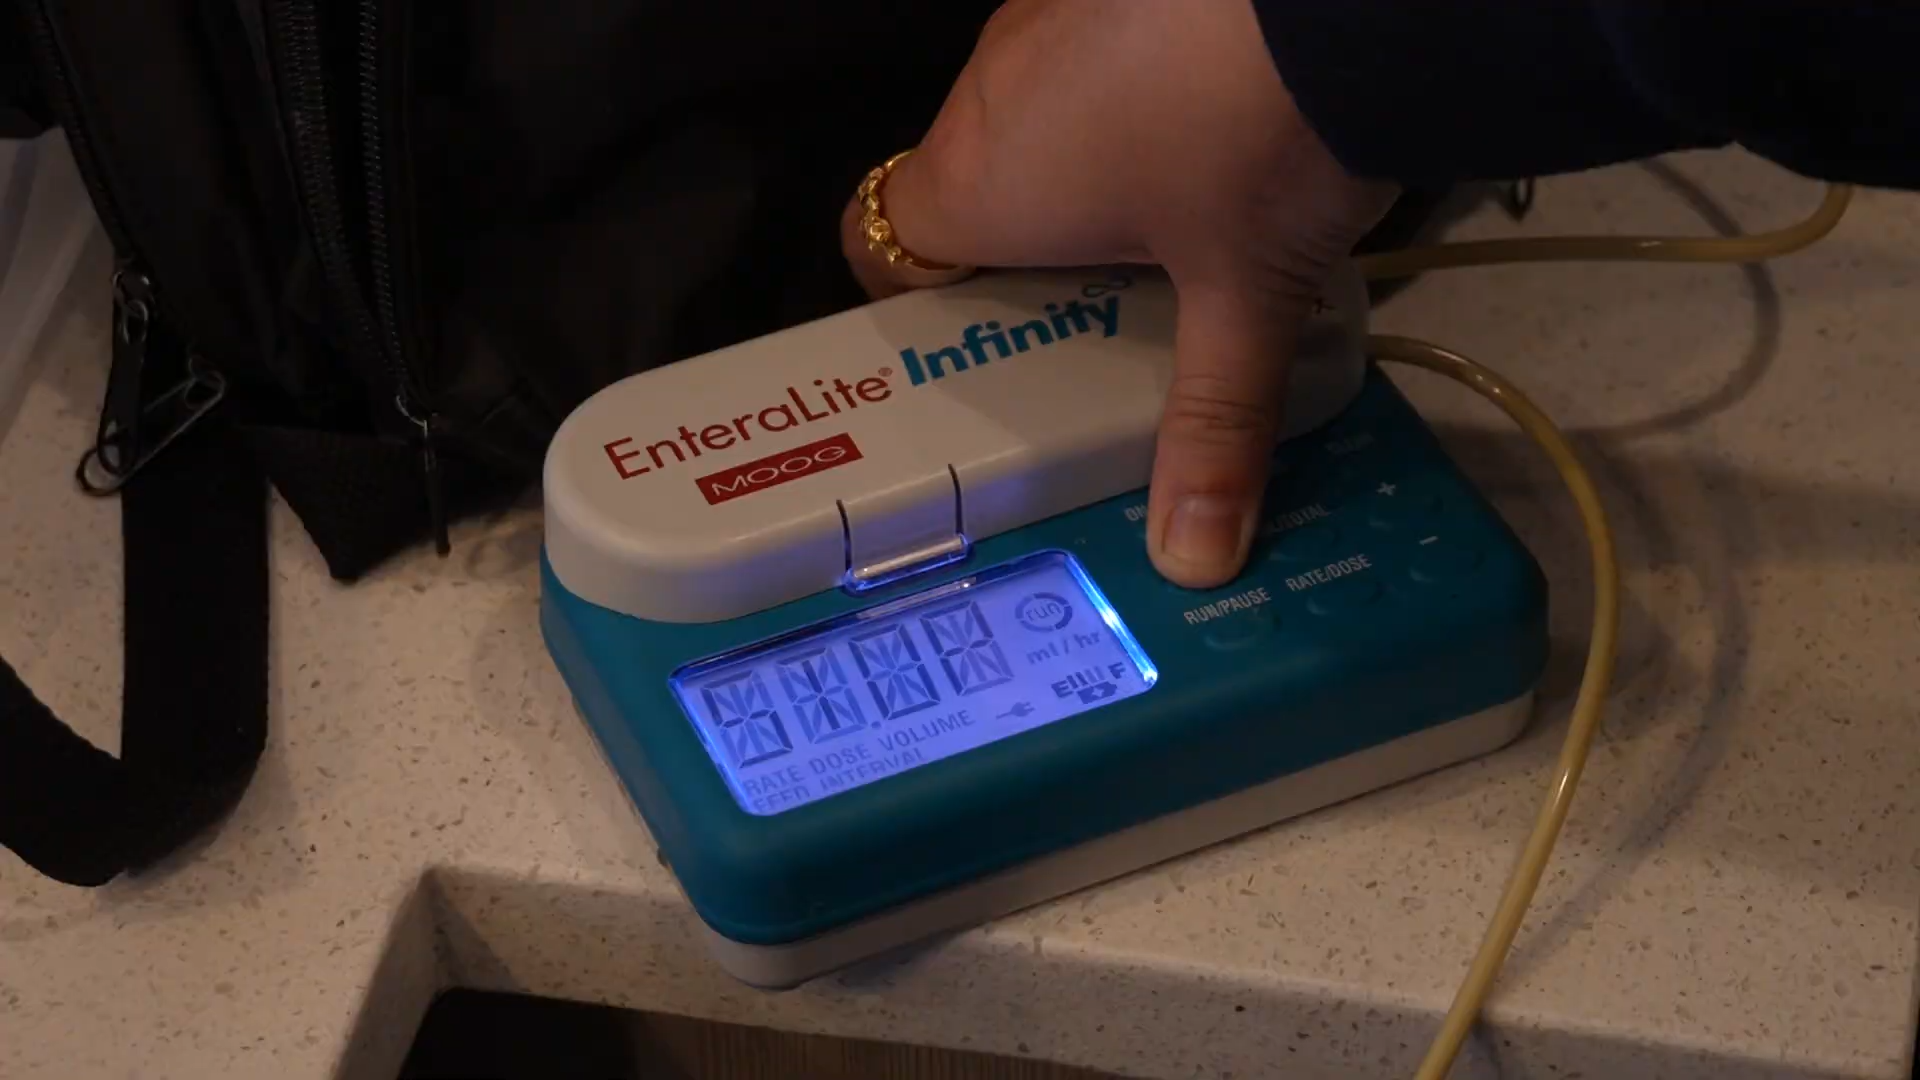 EnteraLite® Infinity
MOOG
RUN/PAUSE RATE/DOSE
+
-
run
ml/hr
E F
RATE DOSE VOLUME
FEED INTERVAL